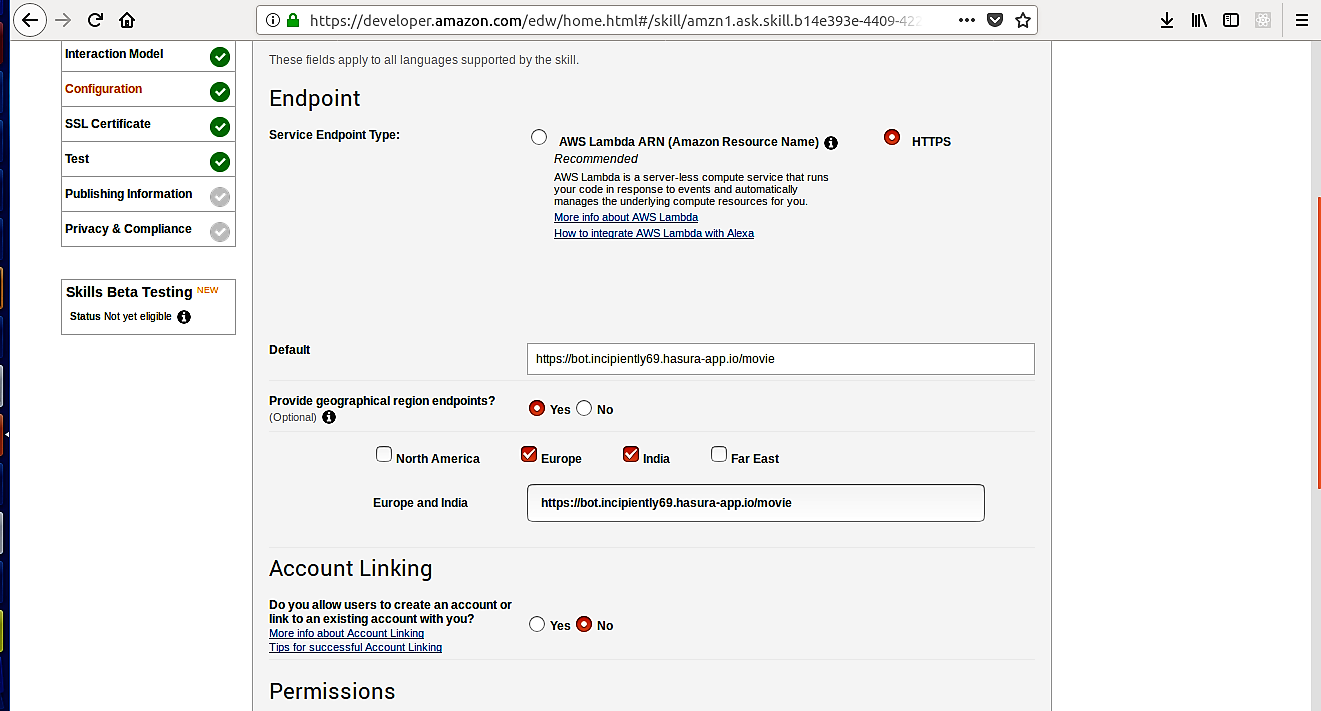 https://developer.amazon.com/edw/home.html#/skill/amzn1.ask.skill.b14e393e-4409-422
Interaction Model
Configuration
SSL Certificate
Test
Publishing Information
Privacy & Compliance
Skills Beta Testing NEW
Status Not yet eligible
These fields apply to all languages supported by the skill.
Endpoint
Service Endpoint Type:
AWS Lambda ARN (Amazon Resource Name)
HTTPS
Recommended
AWS Lambda is a server-less compute service that runs
your code in response to events and automatically
manages the underlying compute resources for you.
More info about AWS Lambda
How to integrate AWS Lambda with Alexa
Default
https://bot.incipiently69.hasura-app.io/movie
Provide geographical region endpoints?
(Optional)
Yes No
North America Europe India Far East
Europe and India
https://bot.incipiently69.hasura-app.io/movie
Account Linking
Do you allow users to create an account or
link to an existing account with you?
More info about Account Linking
Tips for successful Account Linking
Yes No
Permissions